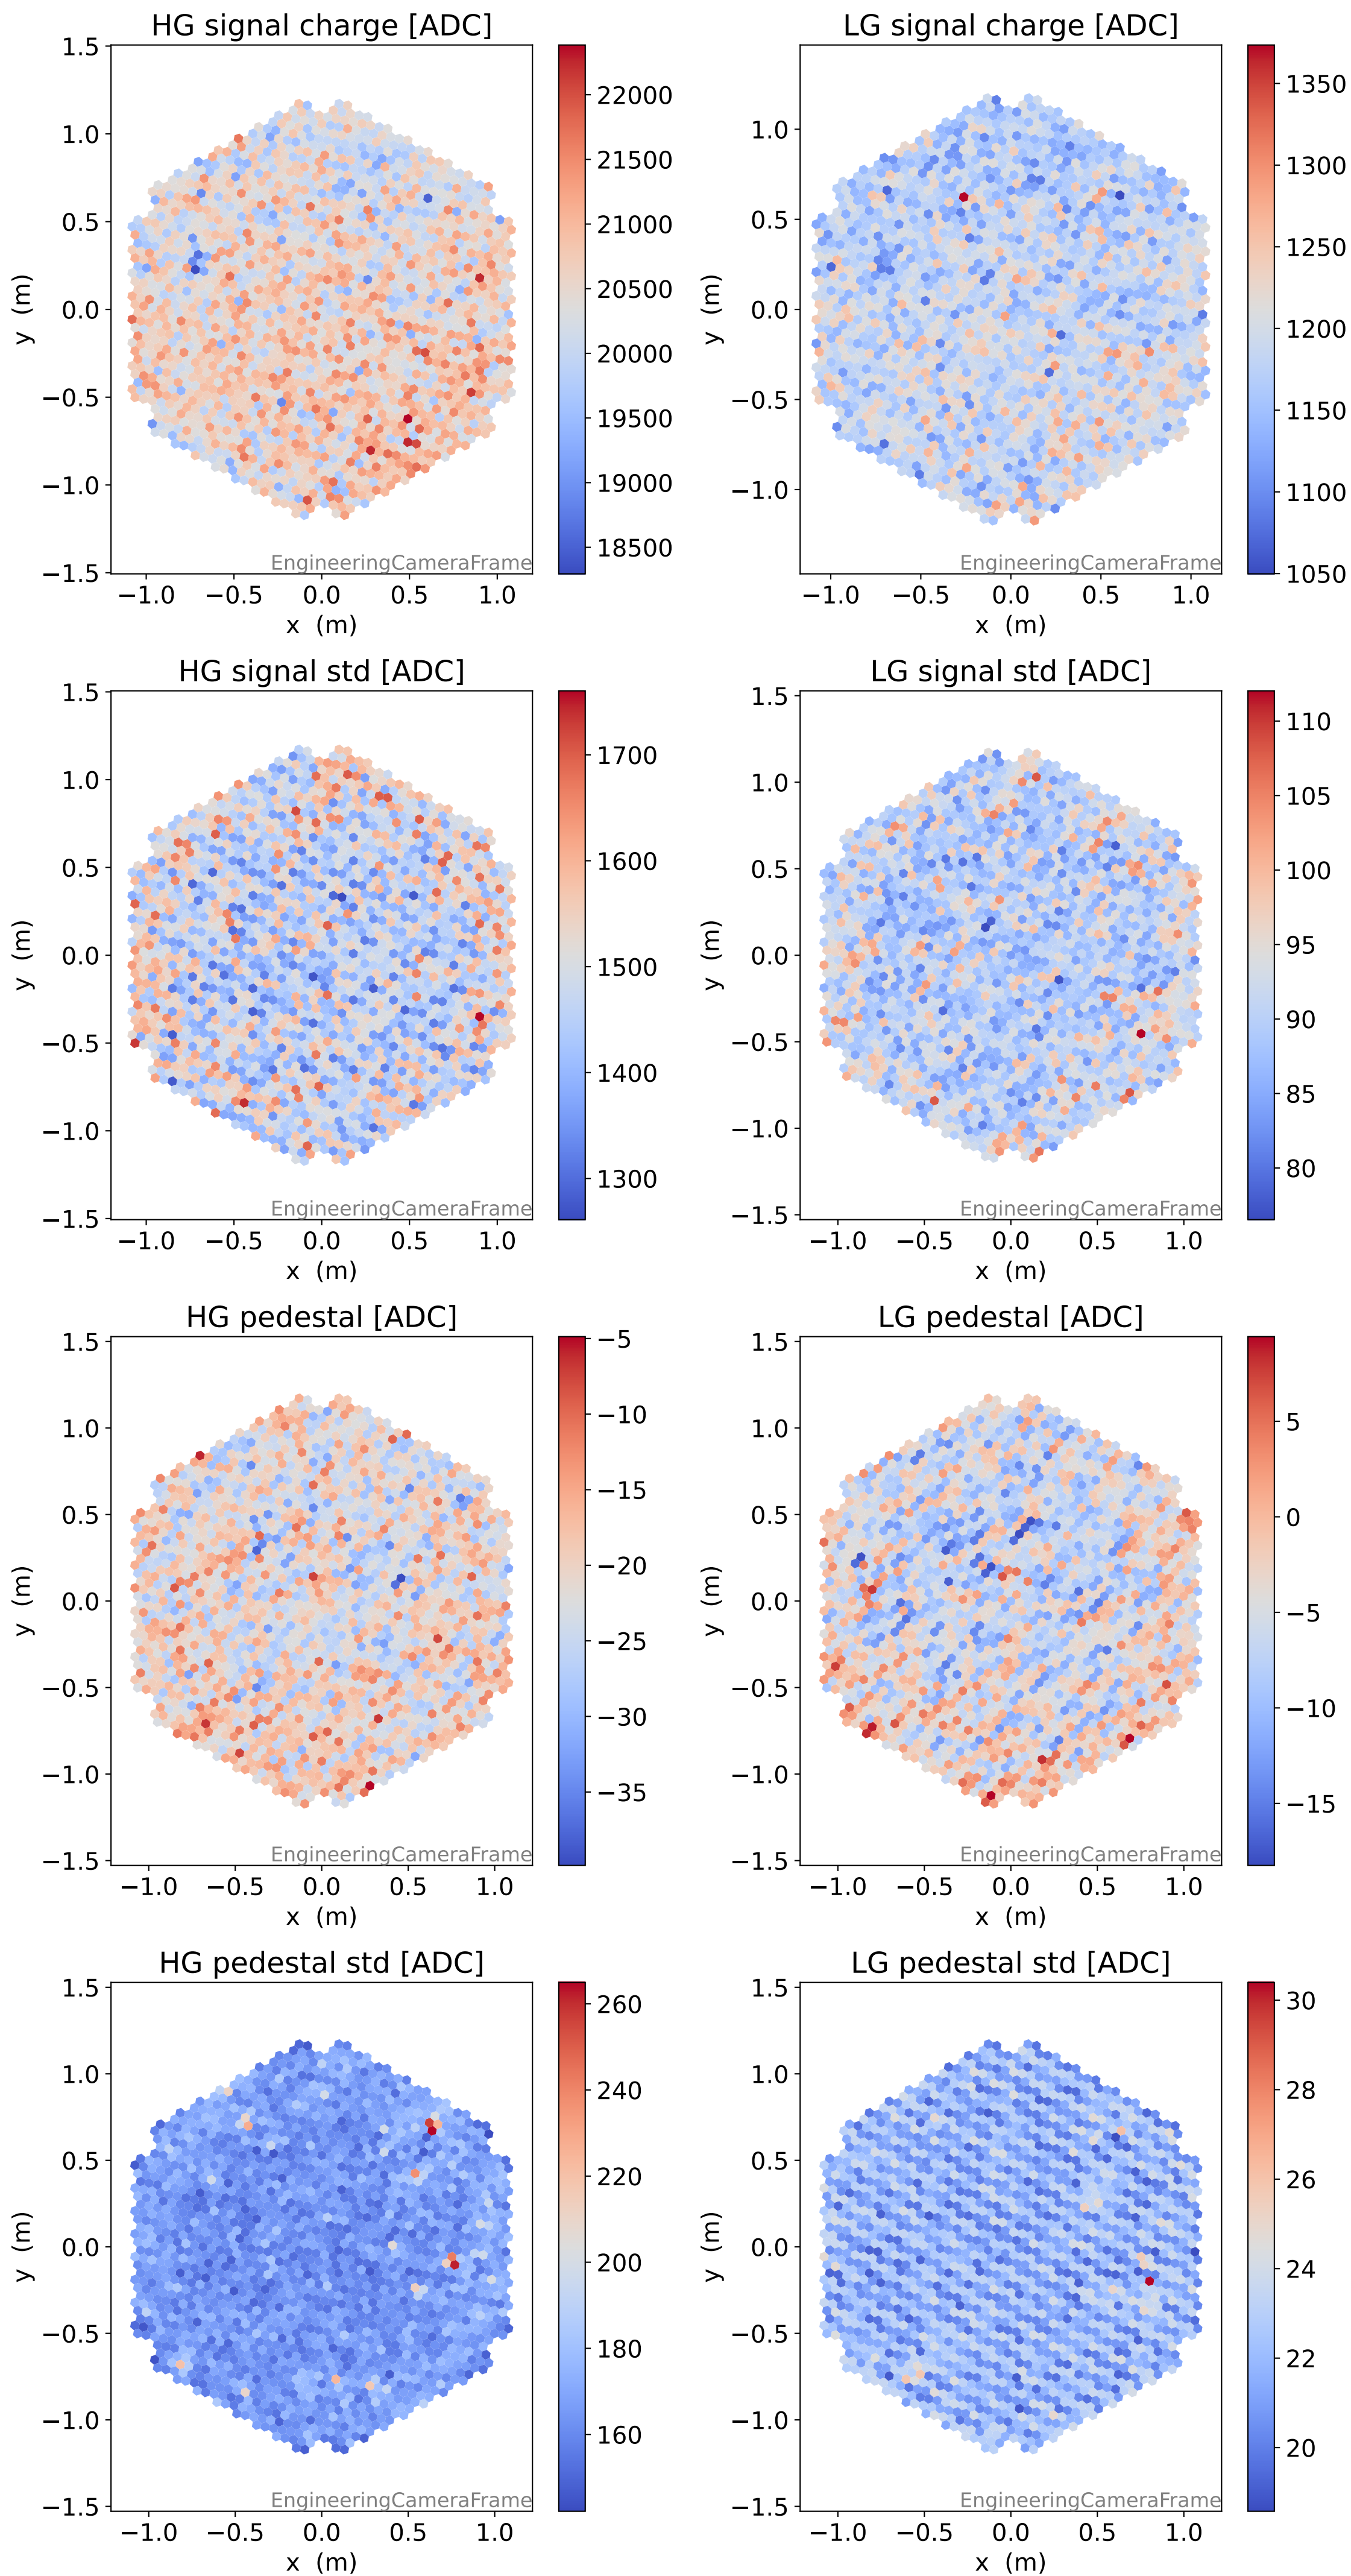 HG signal charge [ADC]
LG signal charge [ADC]
1.5
1.0
0.5
0.0
−0.5
−1.0
−1.5
y (m)
−1.0 −0.5 0.0 0.5 1.0
x (m)
EngineeringCameraFrame
22000
21500
21000
20500
20000
19500
19000
18500
1.0
0.5
0.0
−0.5
−1.0
y (m)
−1.0 −0.5 0.0 0.5 1.0
x (m)
EngineeringCameraFrame
1350
1300
1250
1200
1150
1100
1050
HG signal std [ADC]
LG signal std [ADC]
1.5
1.0
0.5
0.0
−0.5
−1.0
−1.5
y (m)
−1.0 −0.5 0.0 0.5 1.0
x (m)
EngineeringCameraFrame
1700
1600
1500
1400
1300
1.5
1.0
0.5
0.0
−0.5
−1.0
−1.5
y (m)
−1.0 −0.5 0.0 0.5 1.0
x (m)
EngineeringCameraFrame
110
105
100
95
90
85
80
HG pedestal [ADC]
LG pedestal [ADC]
1.5
1.0
0.5
0.0
−0.5
−1.0
−1.5
y (m)
−1.0 −0.5 0.0 0.5 1.0
x (m)
EngineeringCameraFrame
−5
−10
−15
−20
−25
−30
−35
1.5
1.0
0.5
0.0
−0.5
−1.0
−1.5
y (m)
−1.0 −0.5 0.0 0.5 1.0
x (m)
EngineeringCameraFrame
5
0
−5
−10
−15
HG pedestal std [ADC]
LG pedestal std [ADC]
1.5
1.0
0.5
0.0
−0.5
−1.0
−1.5
y (m)
−1.0 −0.5 0.0 0.5 1.0
x (m)
EngineeringCameraFrame
260
240
220
200
180
160
1.5
1.0
0.5
0.0
−0.5
−1.0
−1.5
y (m)
−1.0 −0.5 0.0 0.5 1.0
x (m)
EngineeringCameraFrame
30
28
26
24
22
20